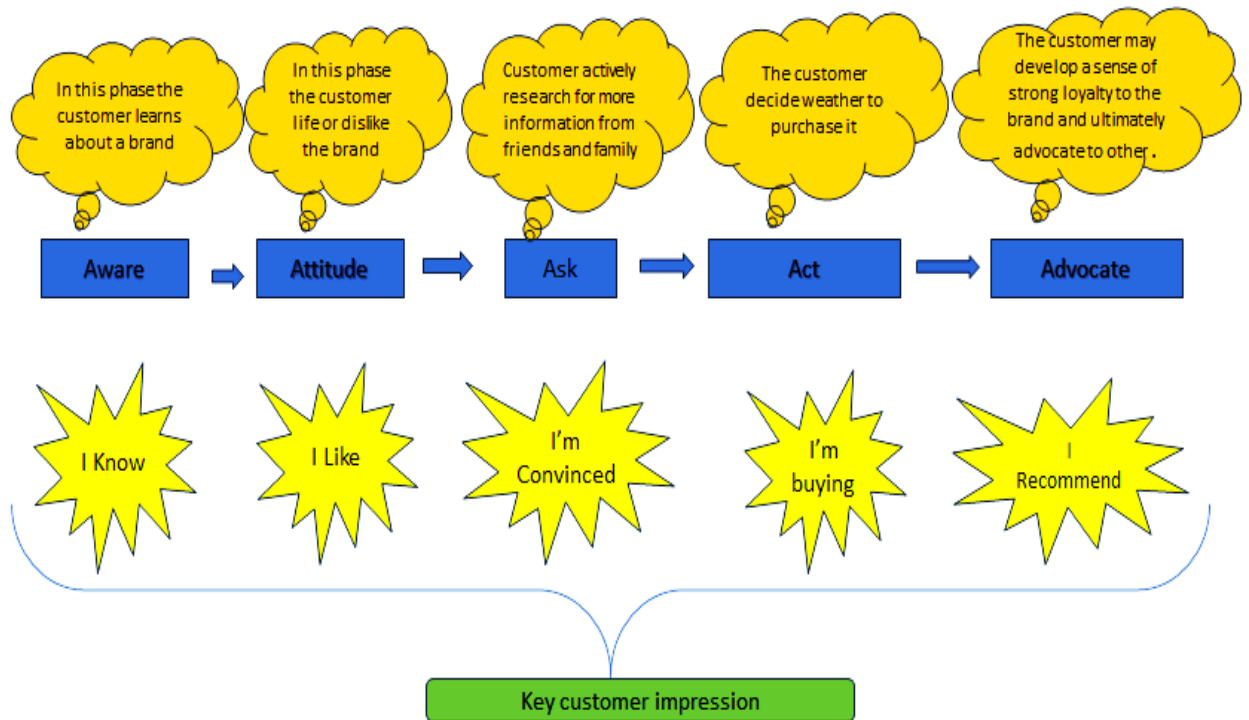 In this phase the
customer learns
about a brand
In this phase
the customer
life or dislike
the brand
Customer actively
research for more
information from
friends and family
The customer
decide weather to
purchase it
The customer may
develop a sense of
strong loyalty to the
brand and ultimately
advocate to other.
Aware
Attitude
Ask
Act
Advocate
I Know
I Like
I'm
Convinced
I'm
buying
I
Recommend
Key customer impression